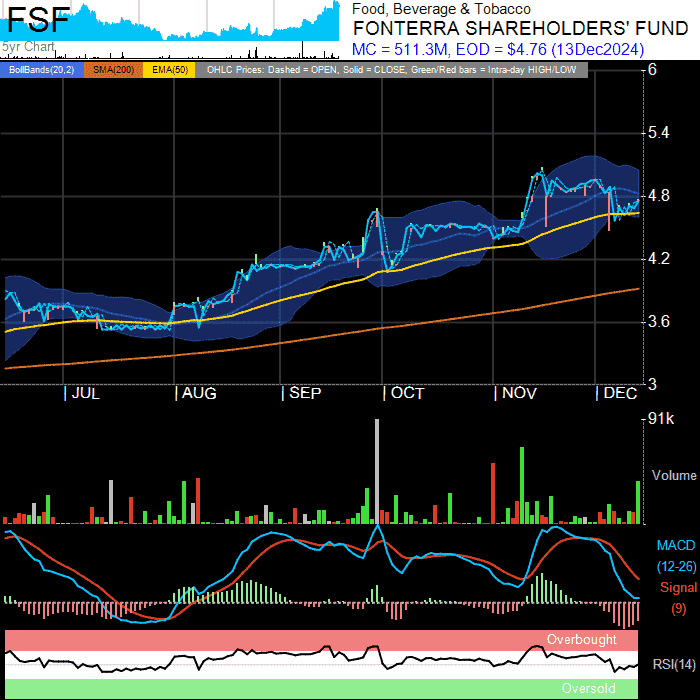 FSF
5yr Chart
Food, Beverage & Tobacco
FONTERRA SHAREHOLDERS' FUND
MC = 511.3M, EOD = $4.76 (13Dec2024)
BollBands(20,2) SMA(200) EMA(50) OHLC Prices: Dashed = OPEN, Solid = CLOSE, Green/Red bars = Intra-day HIGH/LOW
6
5.4
4.8
4.2
3.6
3
JUL AUG SEP OCT NOV DEC
91k
Volume
MACD
(12-26)
Signal
(9)
Overbought
RSI(14)
Oversold